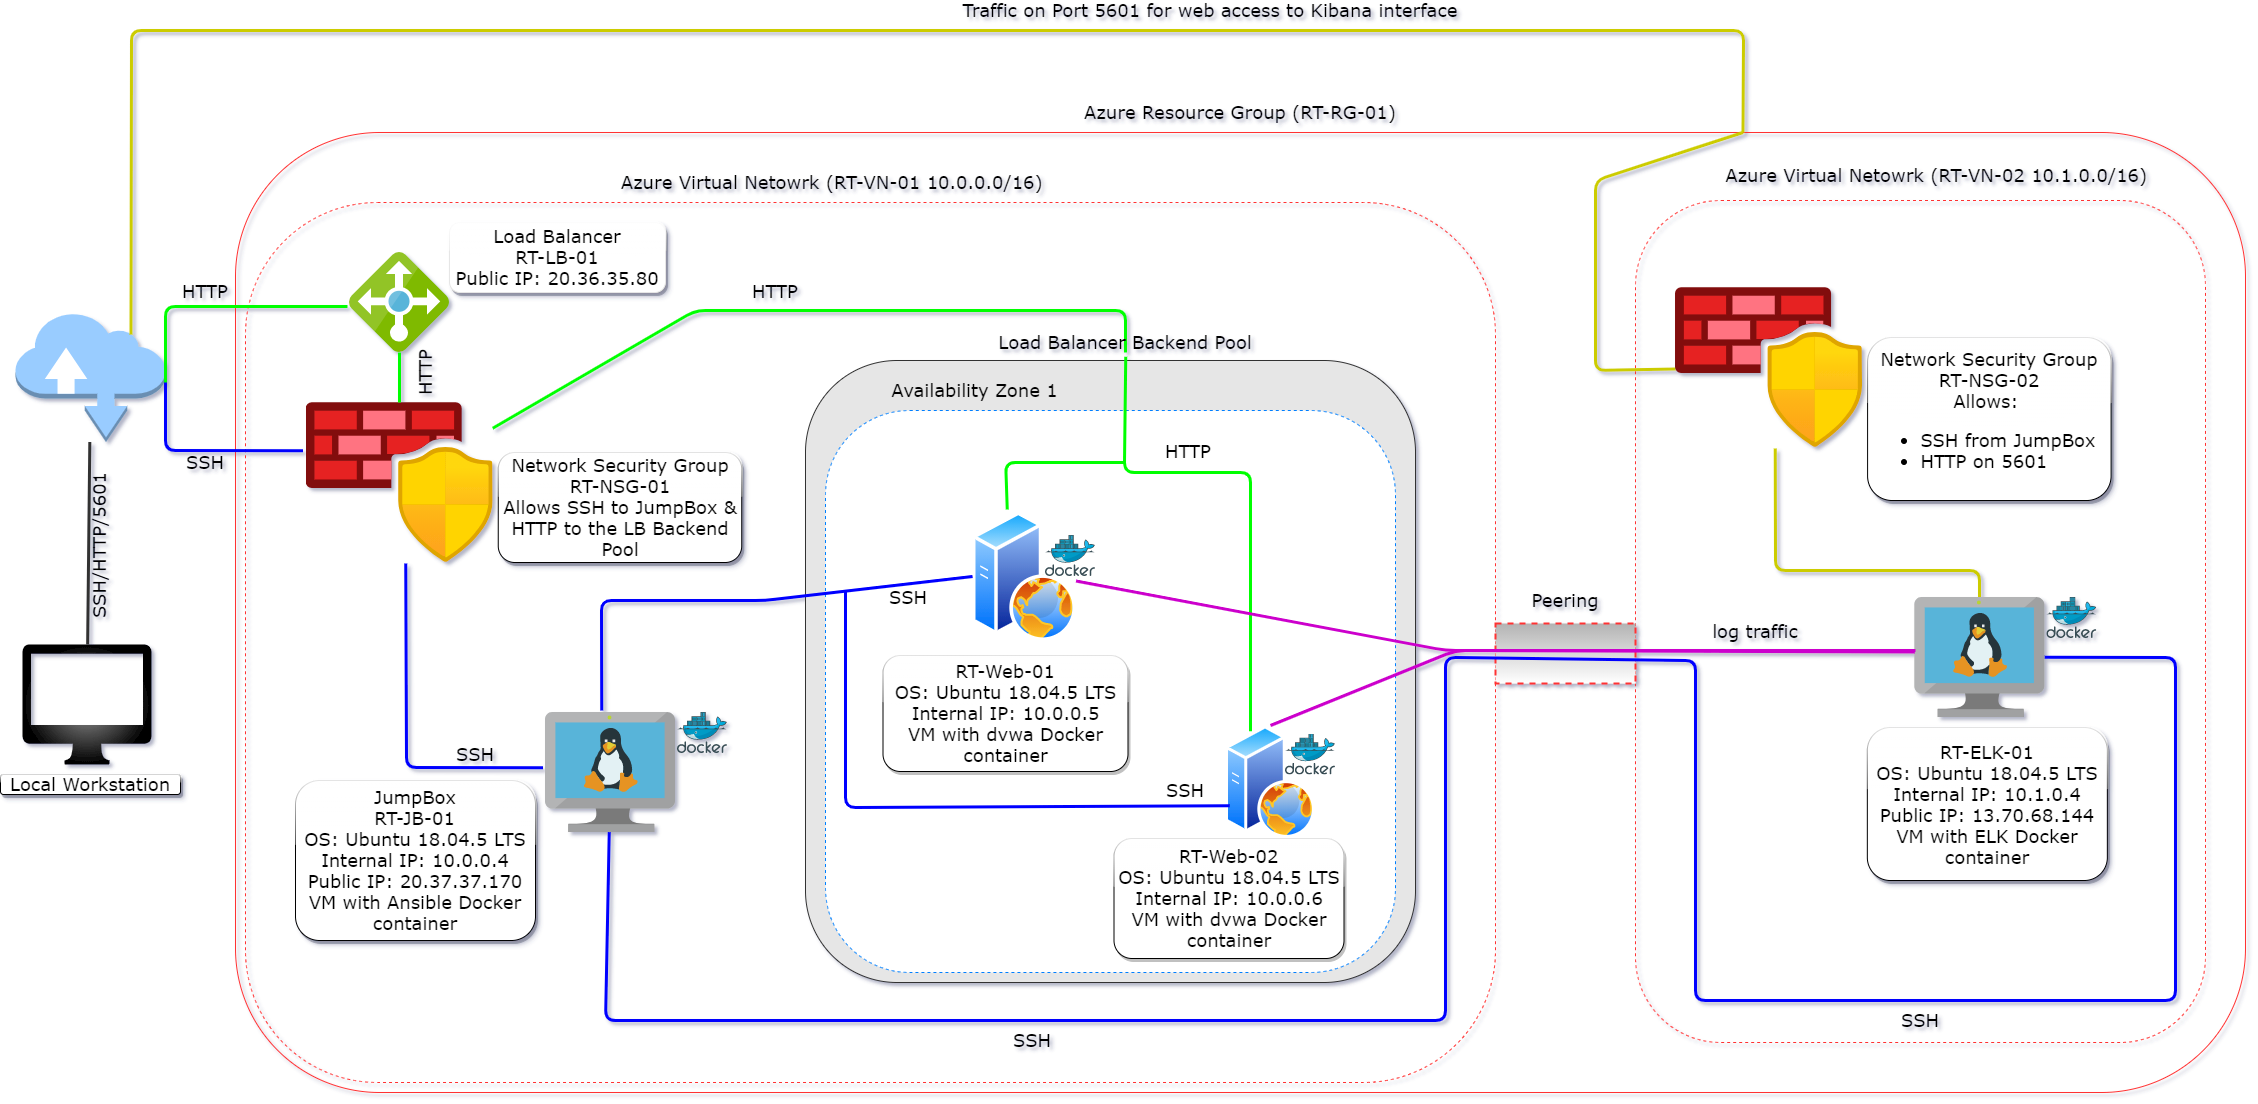 Traffic on Port 5601 for web access to Kibana interface
Azure Resource Group (RT-RG-01)
Azure Virtual Netowrk (RT-VN-01 10.0.0.0/16)
Azure Virtual Netowrk (RT-VN-02 10.1.0.0/16)
Load Balancer
RT-LB-01
Public IP: 20.36.35.80
HTTP
HTTP
HTTP
Load Balancer Backend Pool
Availability Zone 1
HTTP
SSH
Network Security Group
RT-NSG-01
Allows SSH to JumpBox &
HTTP to the LB Backend
Pool
Network Security Group
RT-NSG-02
Allows:
• SSH from JumpBox
• HTTP on 5601
SSH/HTTP/5601
Local Workstation
docker
SSH
RT-Web-01
OS: Ubuntu 18.04.5 LTS
Internal IP: 10.0.0.5
VM with dvwa Docker
container
Peering
log traffic
docker
SSH
docker
JumpBox
RT-JB-01
OS: Ubuntu 18.04.5 LTS
Internal IP: 10.0.0.4
Public IP: 20.37.37.170
VM with Ansible Docker
container
SSH
docker
RT-Web-02
OS: Ubuntu 18.04.5 LTS
Internal IP: 10.0.0.6
VM with dvwa Docker
container
RT-ELK-01
OS: Ubuntu 18.04.5 LTS
Internal IP: 10.1.0.4
Public IP: 13.70.68.144
VM with ELK Docker
container
SSH
SSH